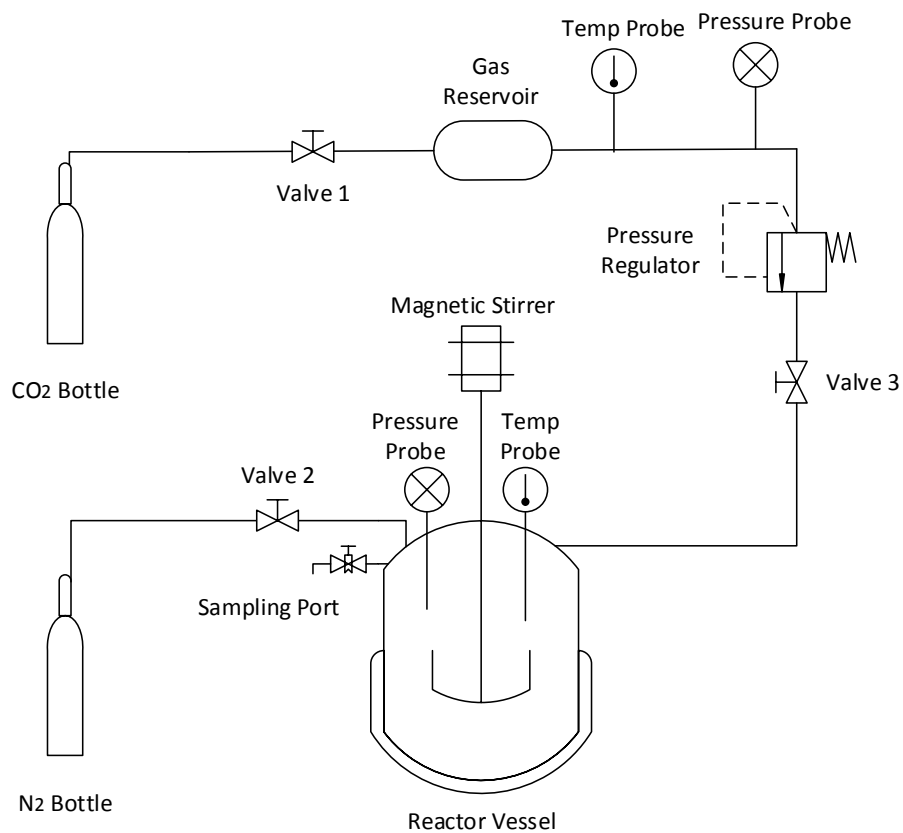 Temp Probe
Pressure Probe
Gas
Reservoir
Valve 1
Pressure
Regulator
Magnetic Stirrer
CO2 Bottle
Valve 3
Pressure
Probe
Temp
Probe
Valve 2
Sampling Port
N2 Bottle
Reactor Vessel